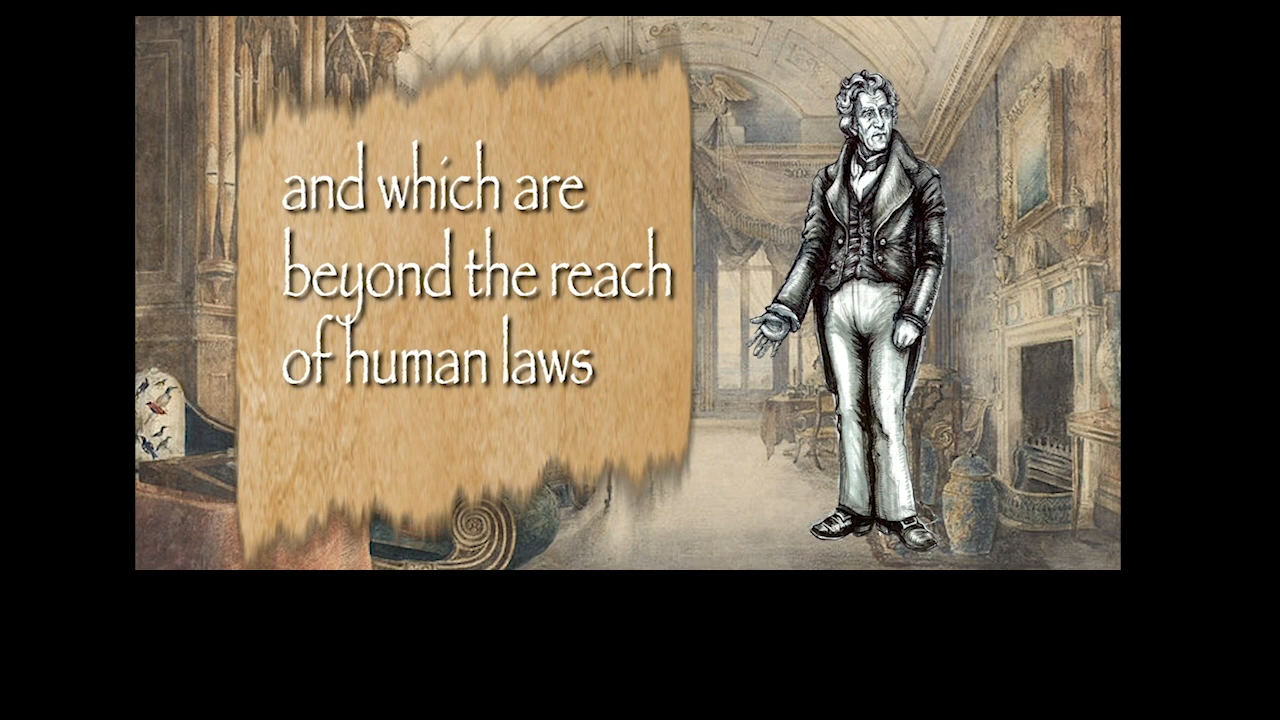 and which are
beyond the reach
of human laws